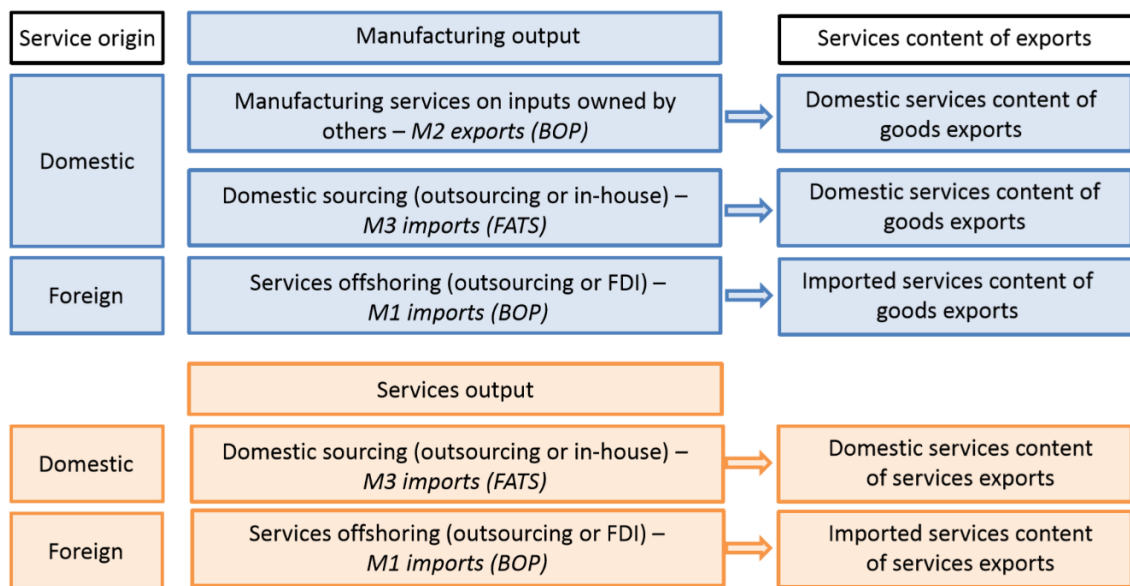 Service origin
Manufacturing output
Services content of exports
Domestic
Manufacturing services on inputs owned by
others – M2 exports (BOP)
Domestic services content of
goods exports
Domestic sourcing (outsourcing or in-house) –
M3 imports (FATS)
Domestic services content of
goods exports
Foreign
Services offshoring (outsourcing or FDI) –
M1 imports (BOP)
Imported services content of
goods exports
Services output
Domestic
Domestic sourcing (outsourcing or in-house) –
M3 imports (FATS)
Domestic services content
of services exports
Foreign
Services offshoring (outsourcing or FDI) –
M1 imports (BOP)
Imported services content
of services exports